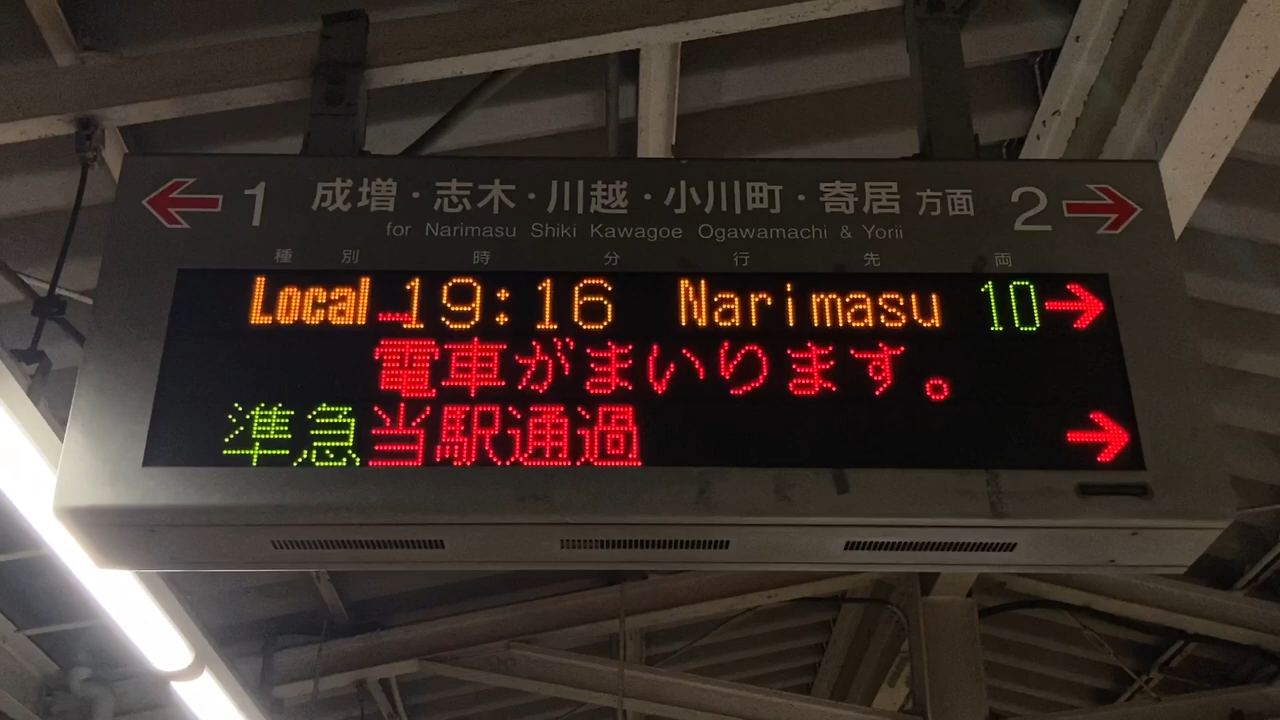 ← 1 成増・志木・川越・小川町・寄居 方面 2 →
for Narimasu Shiki Kawagoe Ogawamachi & Yorii
種別 時 分 行先 両
Local 19:16 Narimasu 10→
電車がまいります。
準急当駅通過 →